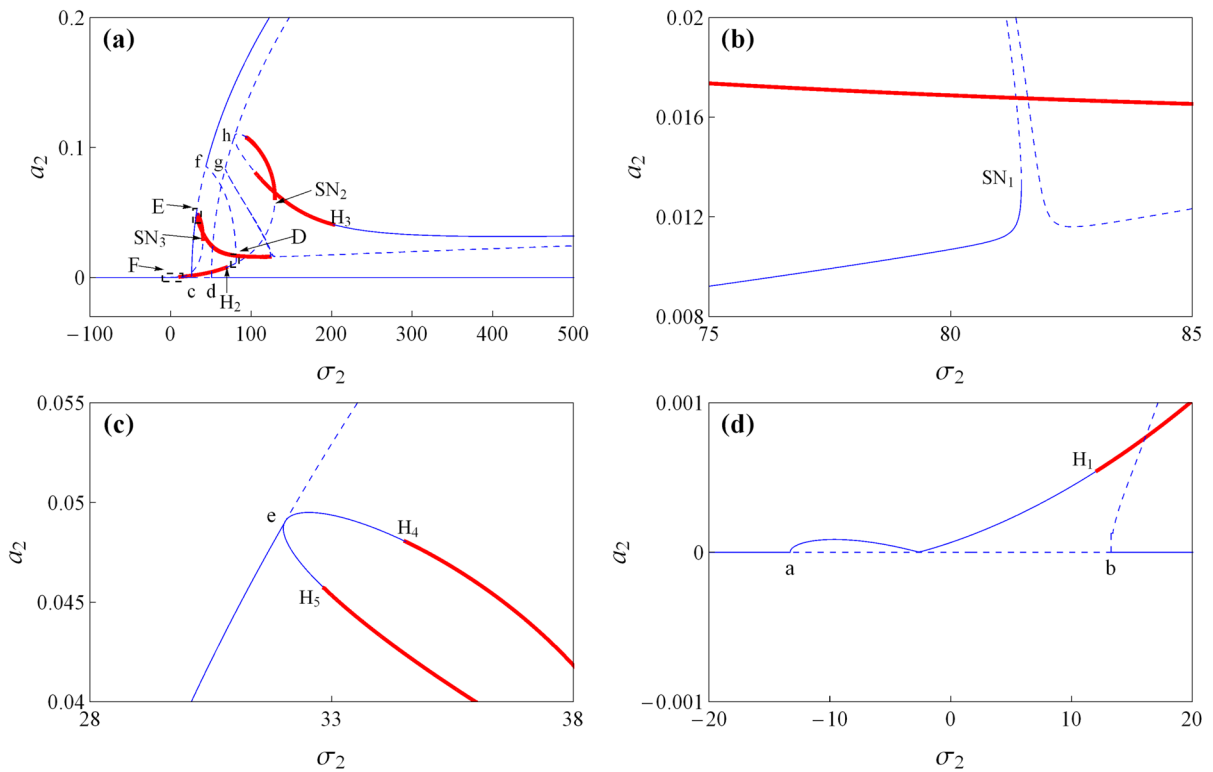 (a)
0.2
0.1
0
a₂
−100
0
100
200
300
400
500
σ₂
h
f
g
E
SN₃
F
c
d
H₂
D
SN₂
H₃
(b)
0.02
0.016
0.012
0.008
a₂
SN₁
75
80
85
σ₂
(c)
0.055
0.05
0.045
0.04
a₂
e
H₄
H₅
28
33
38
σ₂
(d)
0.001
0
−0.001
a₂
H₁
a
b
−20
−10
0
10
20
σ₂